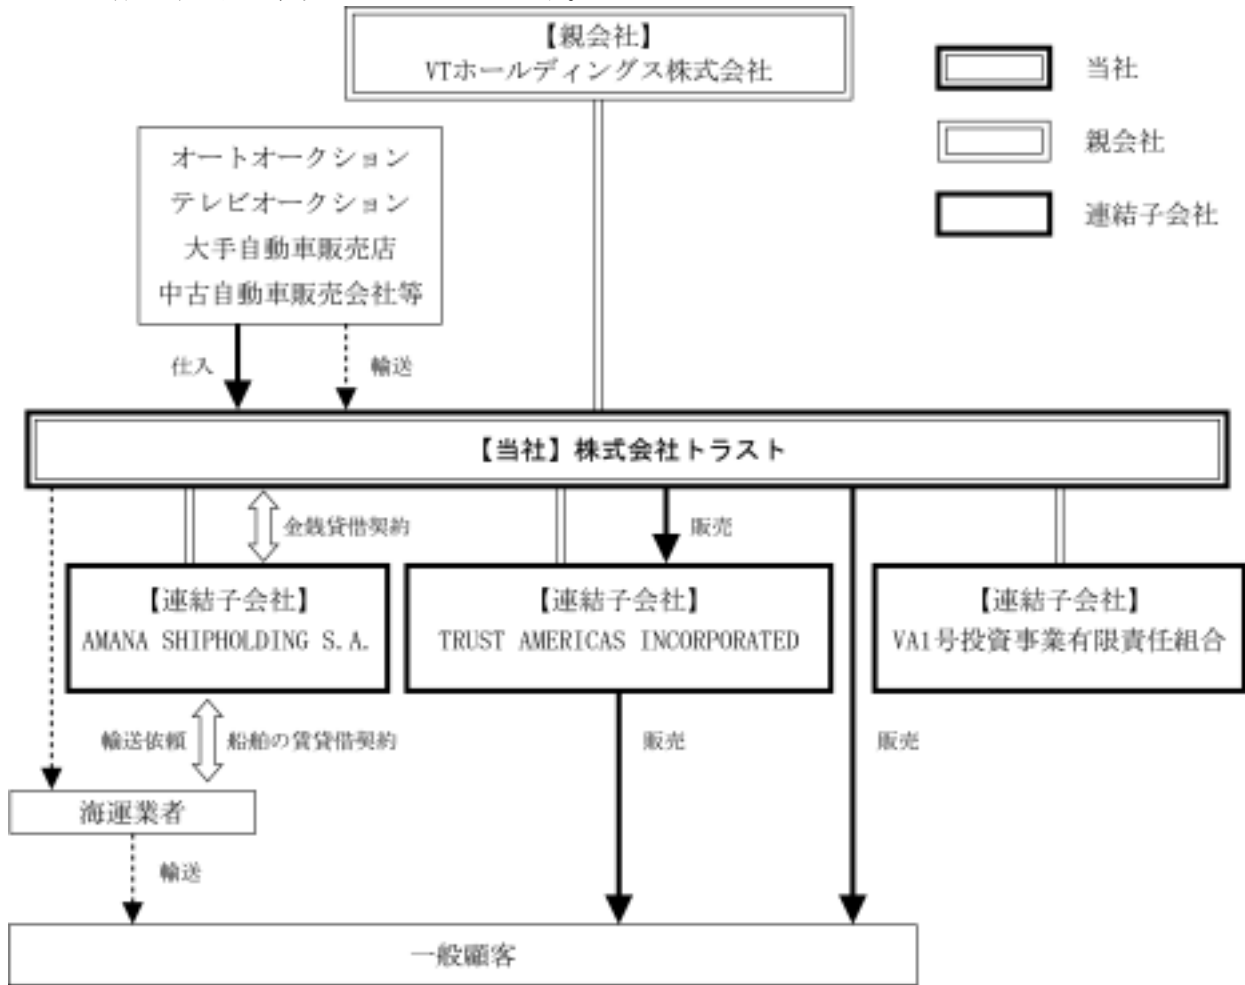 【親会社】
VTホールディングス株式会社
当社
親会社
連結子会社
オートオークション
テレビオークション
大手自動車販売店
中古自動車販売会社等
仕入
輸送
【当社】株式会社トラスト
金銭貸借契約
販売
【連結子会社】
AMANA SHIPHOLDING S.A.
【連結子会社】
TRUST AMERICAS INCORPORATED
【連結子会社】
VA1号投資事業有限責任組合
輸送依頼
船舶の賃貸借契約
販売
販売
海運業者
輸送
一般顧客